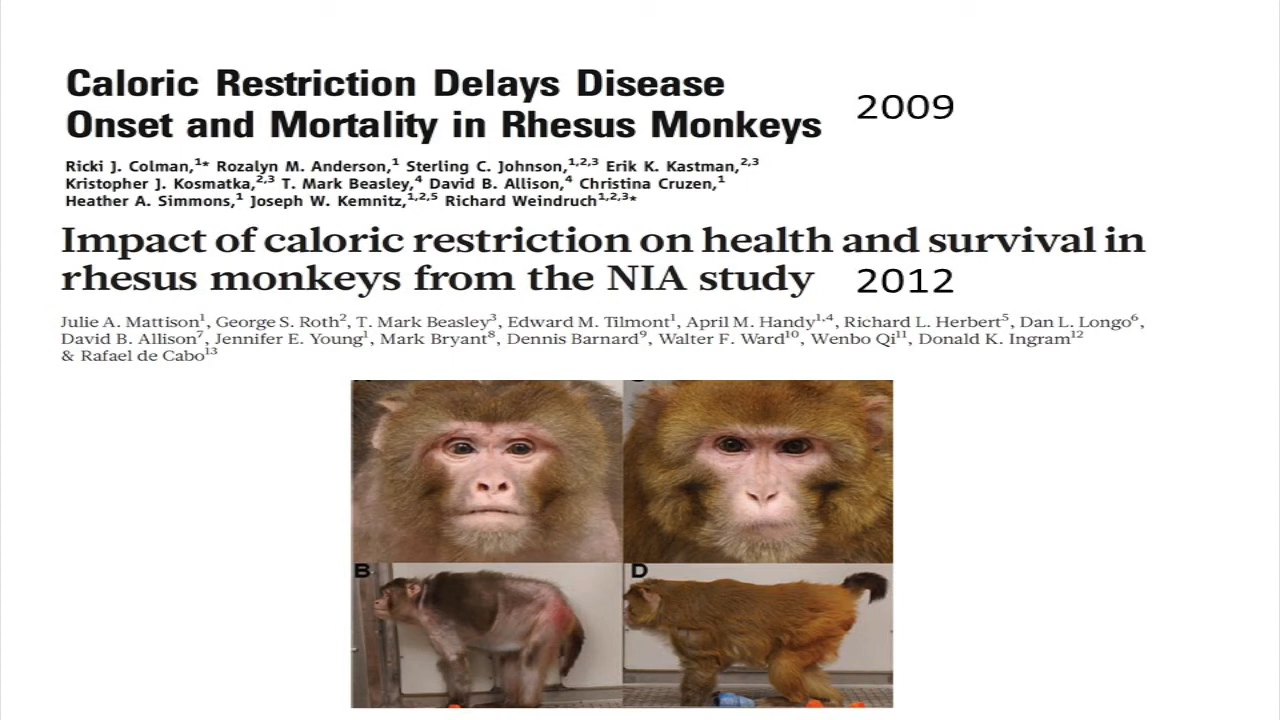 Caloric Restriction Delays Disease
Onset and Mortality in Rhesus Monkeys 2009
Ricki J. Colman,¹* Rozalyn M. Anderson,¹ Sterling C. Johnson,¹,²,³ Erik K. Kastman,²,³
Kristopher J. Kosmatka,²,³ T. Mark Beasley,⁴ David B. Allison,⁴ Christina Cruzen,¹
Heather A. Simmons,¹ Joseph W. Kemnitz,¹,²,⁵ Richard Weindruch¹,²,³*
Impact of caloric restriction on health and survival in
rhesus monkeys from the NIA study 2012
Julie A. Mattison¹, George S. Roth², T. Mark Beasley³, Edward M. Tilmont¹, April M. Handy¹,⁴, Richard L. Herbert⁵, Dan L. Longo⁶,
David B. Allison⁷, Jennifer E. Young¹, Mark Bryant⁸, Dennis Barnard⁹, Walter F. Ward¹⁰, Wenbo Qi¹¹, Donald K. Ingram¹²
& Rafael de Cabo¹³
B D